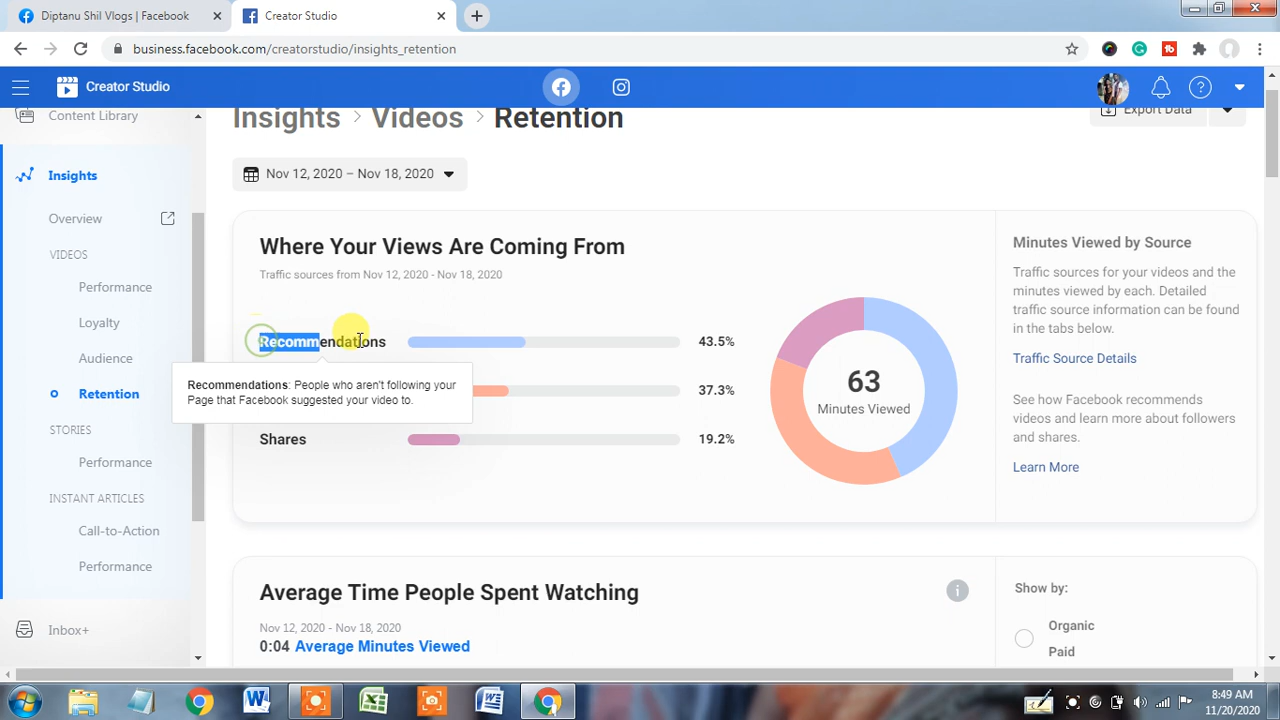 Diptanu Shil Vlogs | Facebook
Creator Studio
business.facebook.com/creatorstudio/insights_retention
Creator Studio
Content Library
Insights
Overview
VIDEOS
Performance
Loyalty
Audience
Retention
STORIES
Performance
INSTANT ARTICLES
Call-to-Action
Performance
Inbox+
Insights > Videos > Retention
Export Data
Nov 12, 2020 – Nov 18, 2020
Where Your Views Are Coming From
Traffic sources from Nov 12, 2020 - Nov 18, 2020
Recommendations 43.5%
Recommendations: People who aren't following your
Page that Facebook suggested your video to.
37.3%
Shares 19.2%
63
Minutes Viewed
Minutes Viewed by Source
Traffic sources for your videos and the
minutes viewed by each. Detailed
traffic source information can be found
in the tabs below.
Traffic Source Details
See how Facebook recommends
videos and learn more about followers
and shares.
Learn More
Average Time People Spent Watching
Nov 12, 2020 - Nov 18, 2020
0:04 Average Minutes Viewed
Show by:
Organic
Paid
8:49 AM
11/20/2020